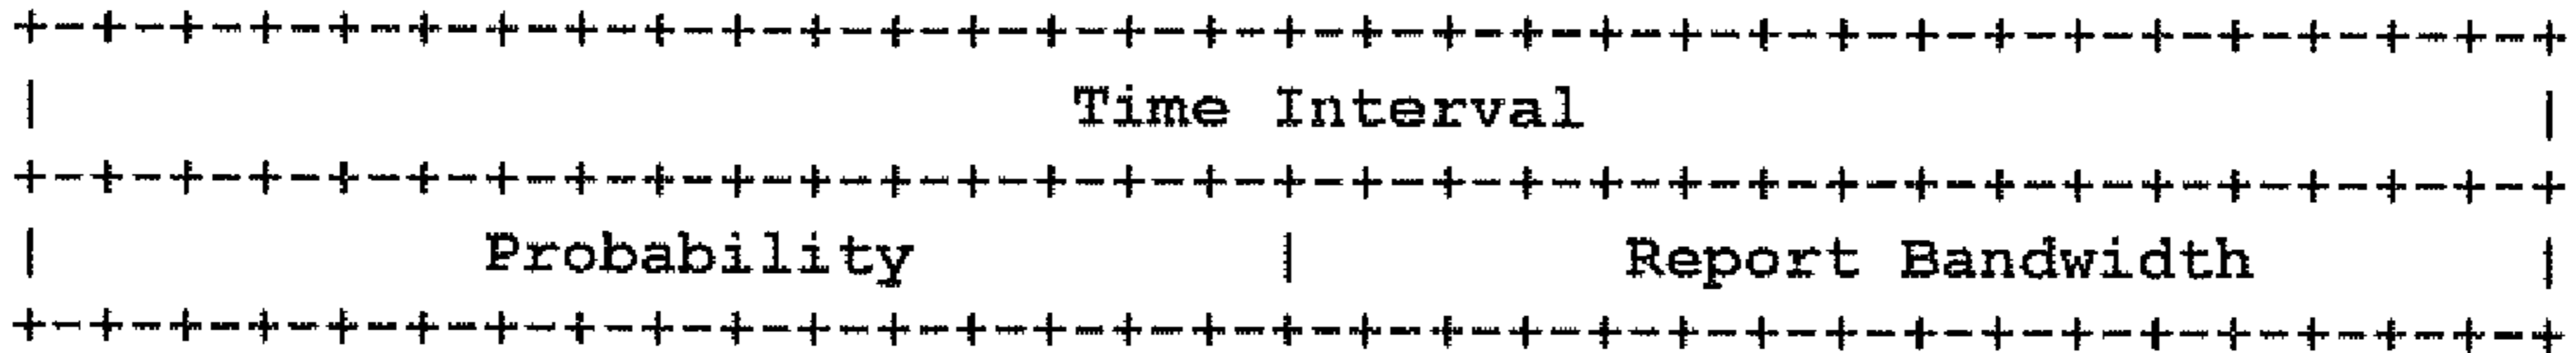 +-+-+-+-+-+-+-+-+-+-+-+-+-+-+-+-+-+-+-+-+-+-+-+-+-+-+-+-+-+-+-+-+
|                          Time Interval                        |
+-+-+-+-+-+-+-+-+-+-+-+-+-+-+-+-+-+-+-+-+-+-+-+-+-+-+-+-+-+-+-+-+
|           Probability         |        Report Bandwidth       |
+-+-+-+-+-+-+-+-+-+-+-+-+-+-+-+-+-+-+-+-+-+-+-+-+-+-+-+-+-+-+-+-+